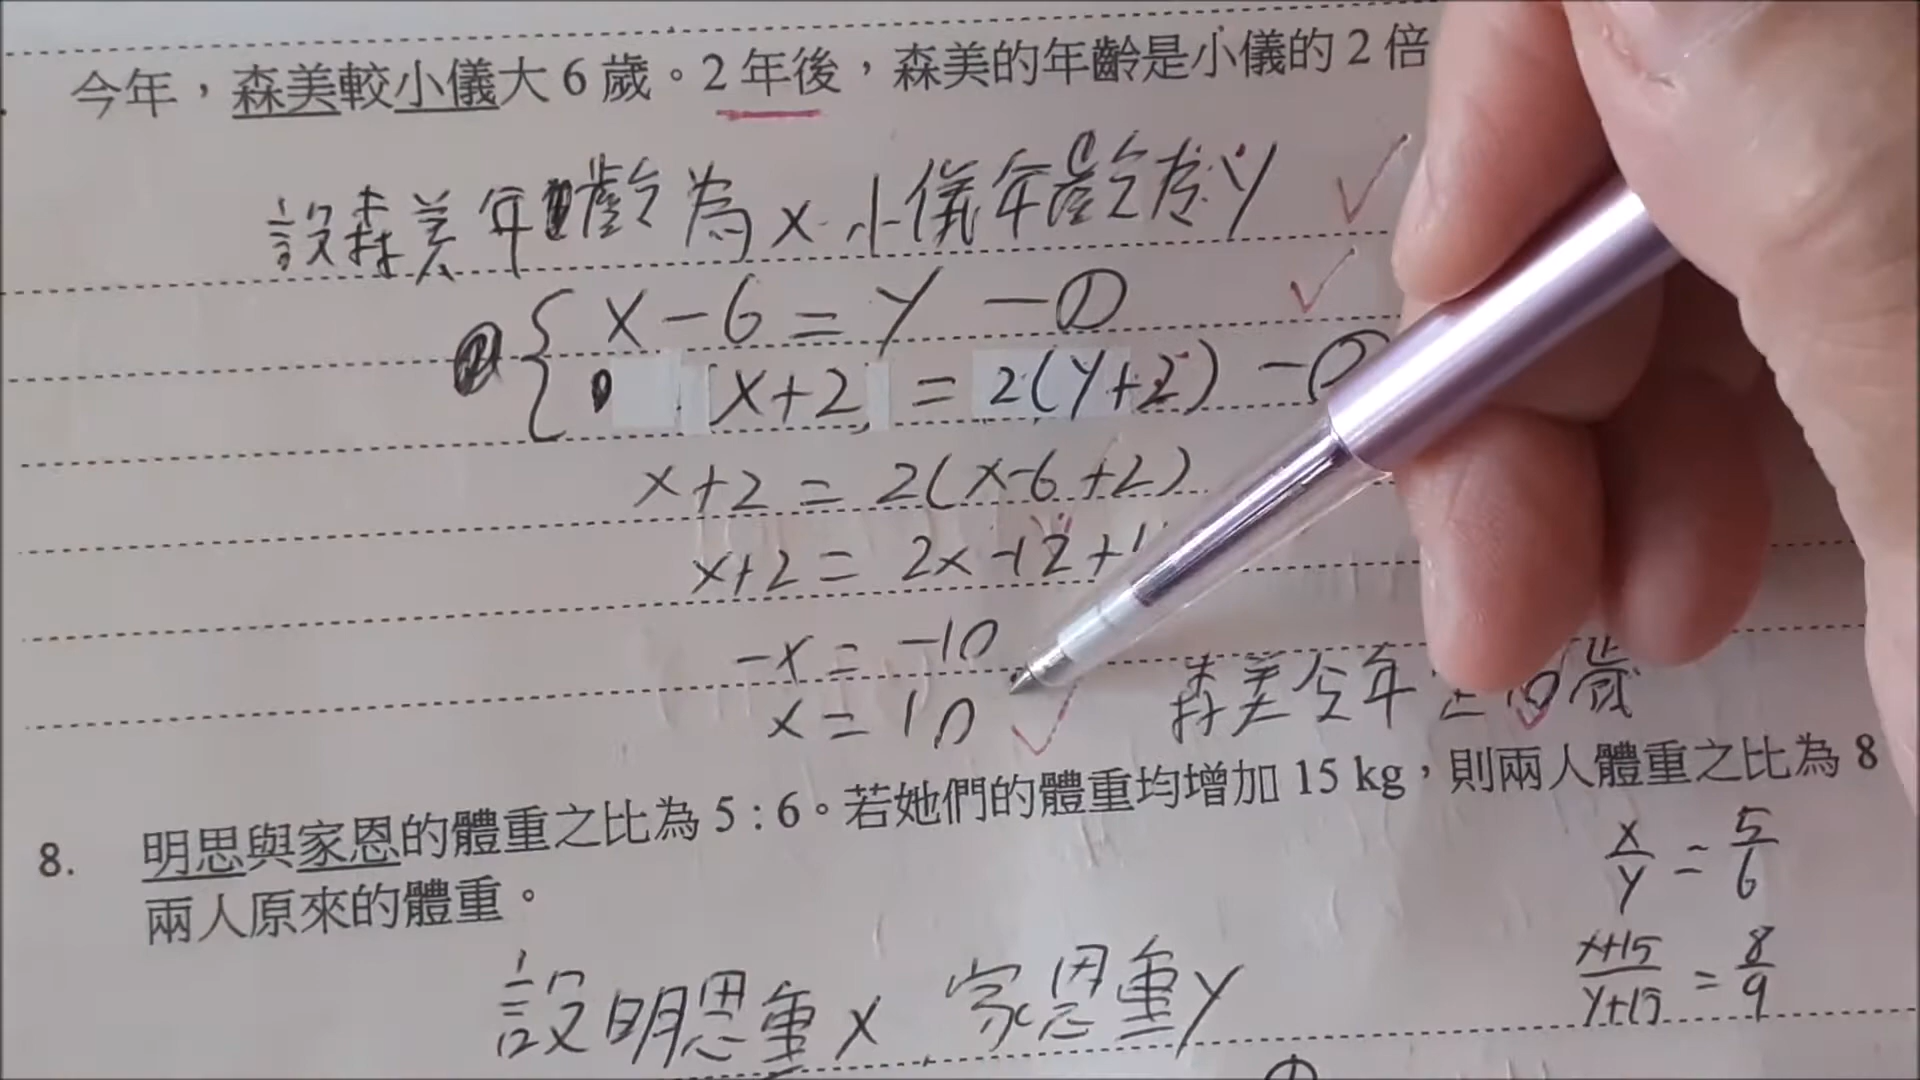 今年，森美較小儀大 6 歲。2 年後，森美的年齡是小儀的 2 倍
設森美年齡為 x 小儀年齡為 y
x - 6 = y — ①
x+2 = 2(y+2) —
x+2 = 2(x-6+2)
x+2 = 2x-12+
-x = -10
x = 10 森美今年 歲
8. 明思與家恩的體重之比為 5 : 6。若她們的體重均增加 15 kg，則兩人體重之比為 8
兩人原來的體重。
x/y = 5/6
x+15/y+15 = 8/9
設明思重 x 家恩重 y